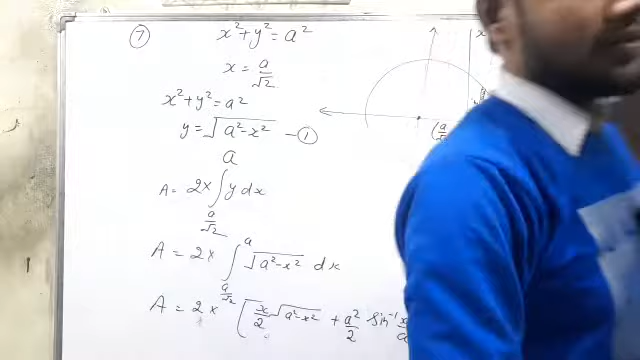 ⑦ x² + y² = a²
x = a/√2
x² + y² = a²
y = √(a² - x²) — ①
A = 2 × ∫_{a/√2}^{a} y dx
A = 2 × ∫_{a/√2}^{a} √(a² - x²) dx
A = 2 × [ x/2 √(a² - x²) + a²/2 sin⁻¹ x/a
x